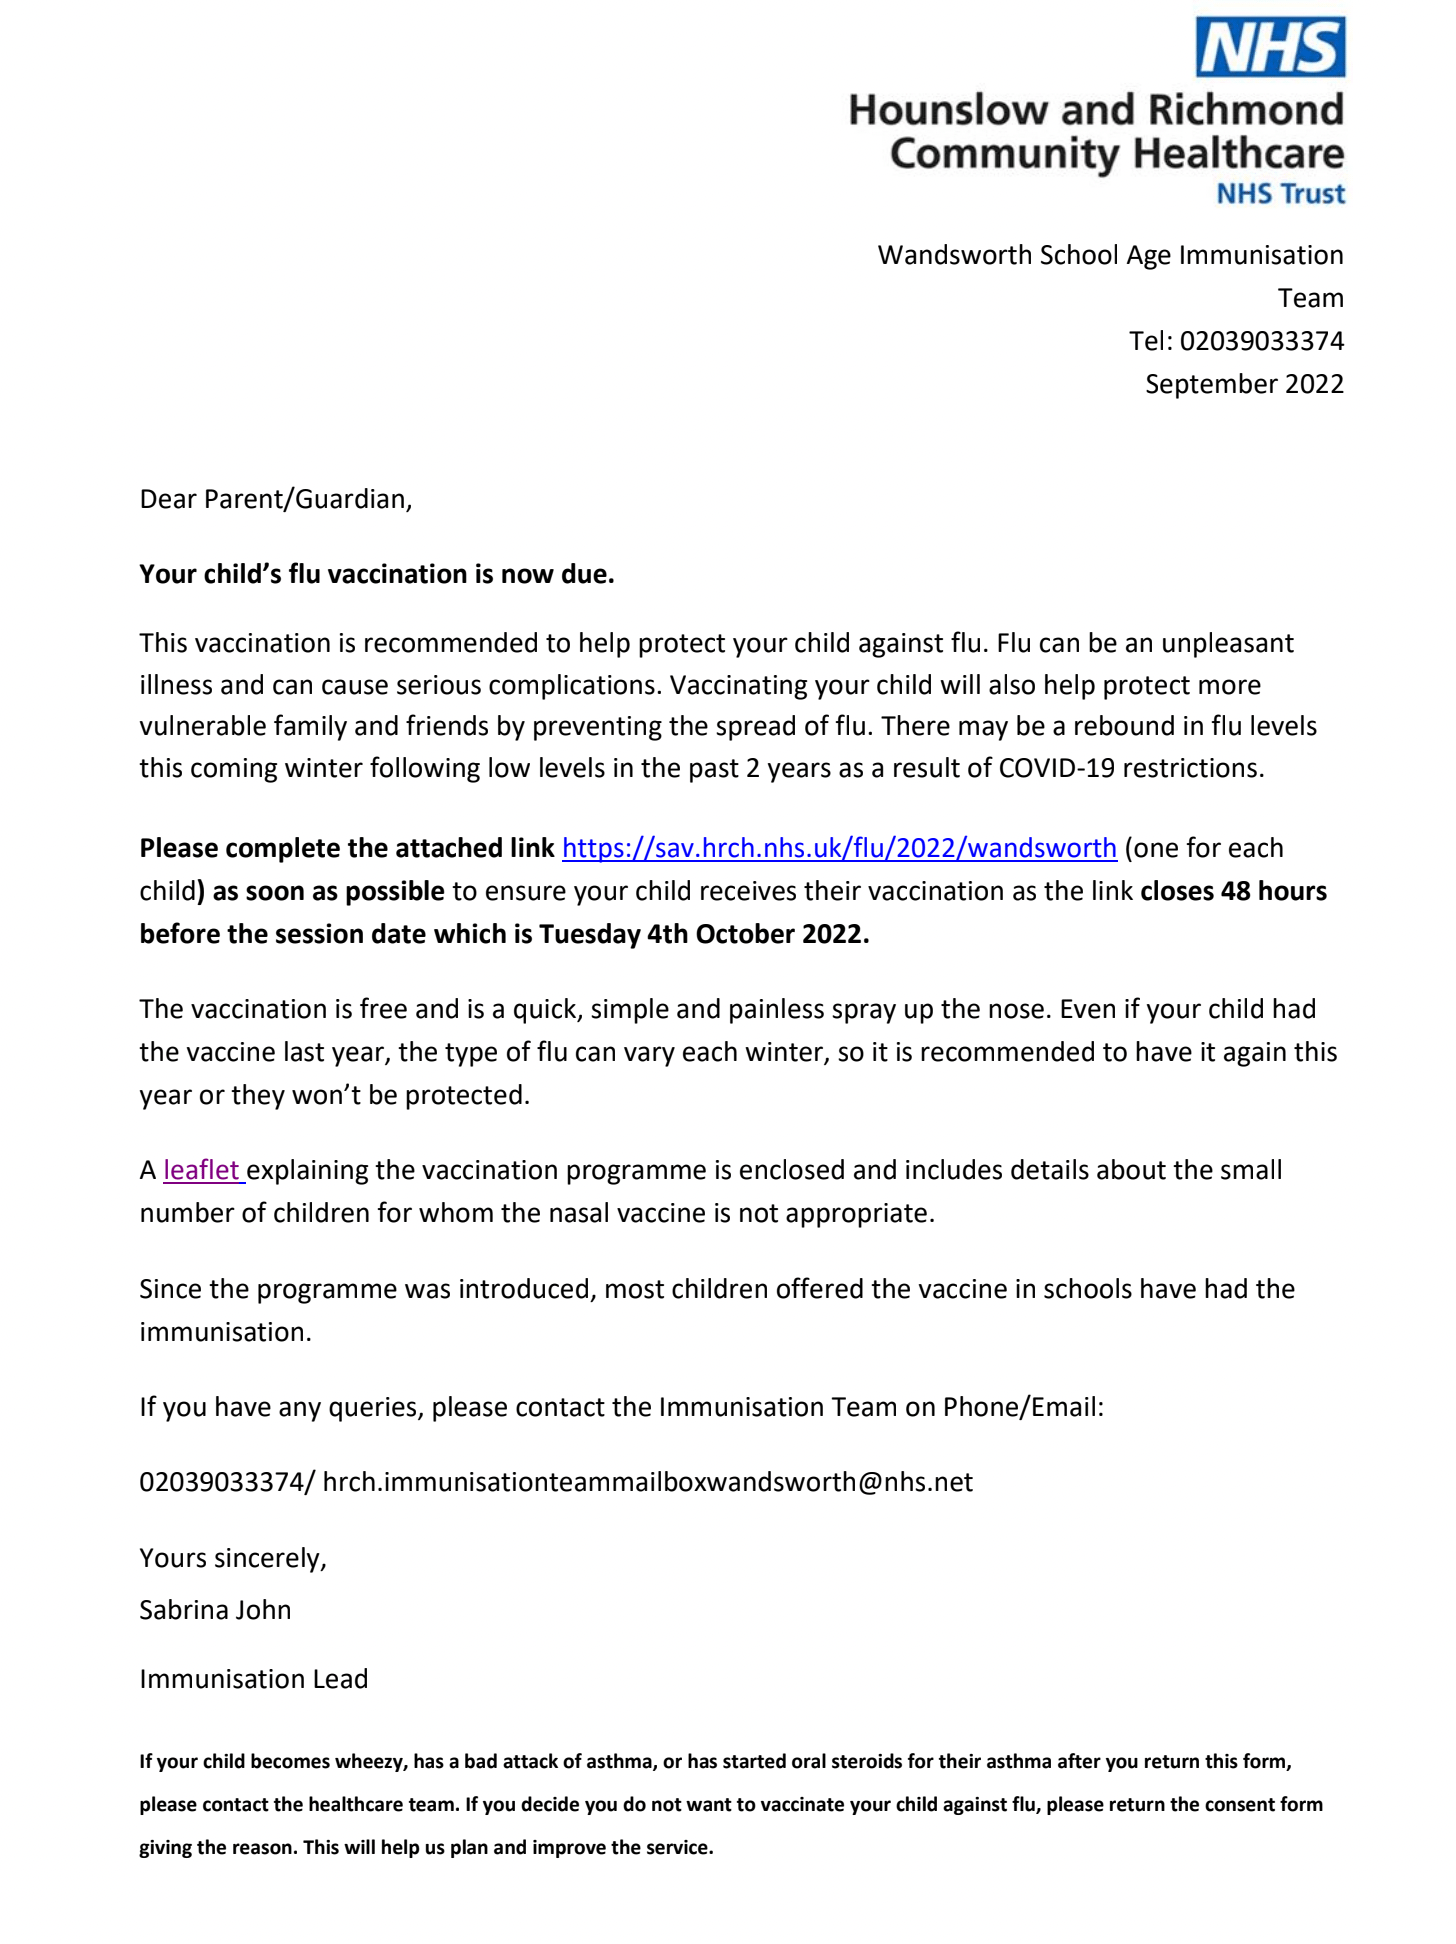 NHS
Hounslow and Richmond
Community Healthcare
NHS Trust
Wandsworth School Age Immunisation
Team
Tel: 02039033374
September 2022
Dear Parent/Guardian,
Your child’s flu vaccination is now due.
This vaccination is recommended to help protect your child against flu. Flu can be an unpleasant
illness and can cause serious complications. Vaccinating your child will also help protect more
vulnerable family and friends by preventing the spread of flu. There may be a rebound in flu levels
this coming winter following low levels in the past 2 years as a result of COVID-19 restrictions.
Please complete the attached link https://sav.hrch.nhs.uk/flu/2022/wandsworth (one for each
child) as soon as possible to ensure your child receives their vaccination as the link closes 48 hours
before the session date which is Tuesday 4th October 2022.
The vaccination is free and is a quick, simple and painless spray up the nose. Even if your child had
the vaccine last year, the type of flu can vary each winter, so it is recommended to have it again this
year or they won’t be protected.
A leaflet explaining the vaccination programme is enclosed and includes details about the small
number of children for whom the nasal vaccine is not appropriate.
Since the programme was introduced, most children offered the vaccine in schools have had the
immunisation.
If you have any queries, please contact the Immunisation Team on Phone/Email:
02039033374/ hrch.immunisationteammailboxwandsworth@nhs.net
Yours sincerely,
Sabrina John
Immunisation Lead
If your child becomes wheezy, has a bad attack of asthma, or has started oral steroids for their asthma after you return this form,
please contact the healthcare team. If you decide you do not want to vaccinate your child against flu, please return the consent form
giving the reason. This will help us plan and improve the service.